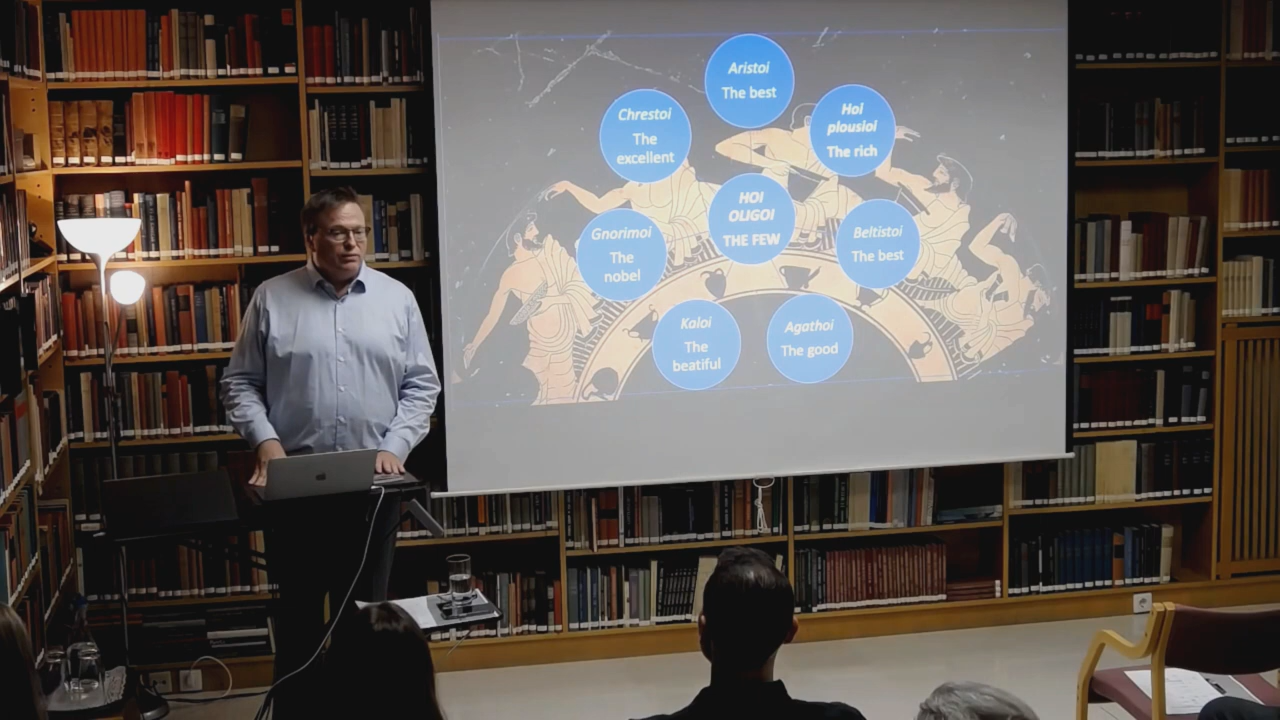 Aristoi
The best
Chrestoi
The
excellent
Hoi
plousioi
The rich
HOI
OLIGOI
THE FEW
Gnorimoi
The
nobel
Beltistoi
The best
Kaloi
The
beatiful
Agathoi
The good